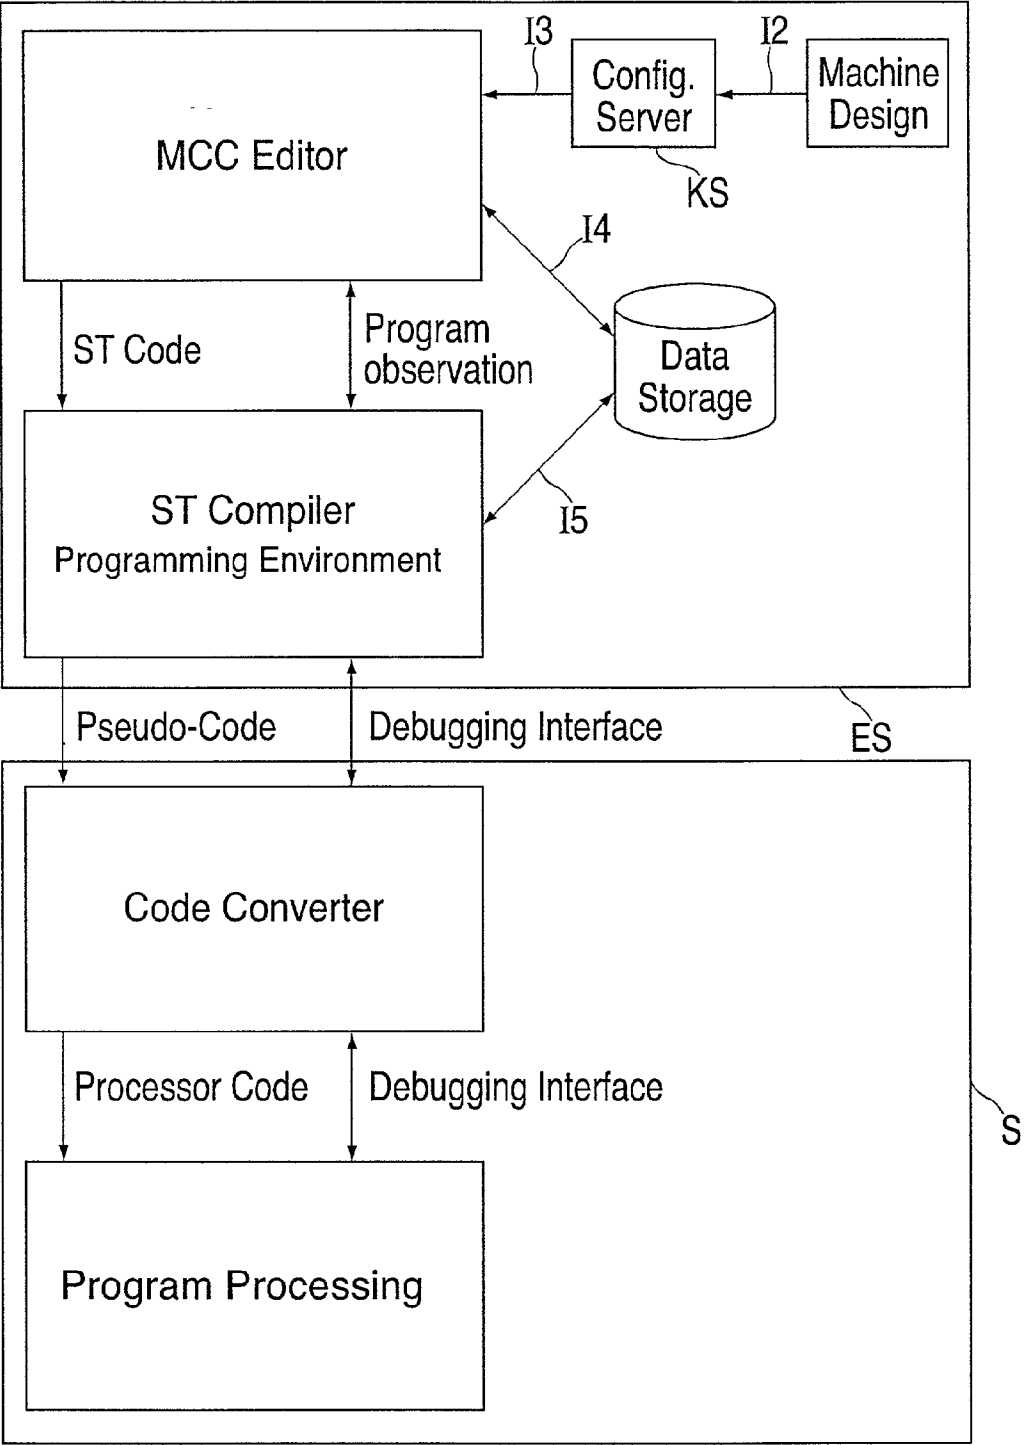 I3
I2
MCC Editor
Config.
Server
Machine
Design
KS
I4
ST Code
Program
observation
Data
Storage
ST Compiler
Programming Environment
I5
Pseudo-Code
Debugging Interface
ES
Code Converter
Processor Code
Debugging Interface
S
Program Processing